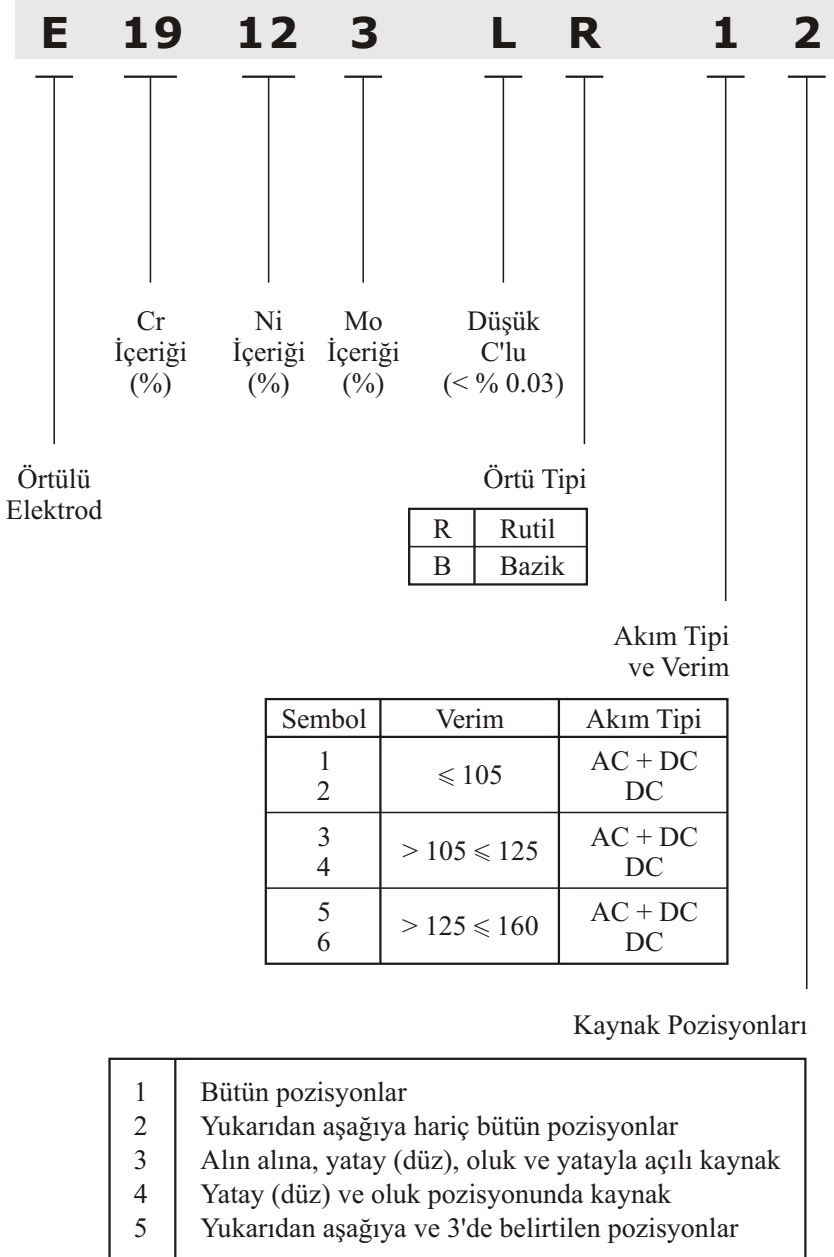 E 19 12 3 L R 1 2
Cr Ni Mo Düşük
İçeriği İçeriği İçeriği C'lu
(%) (%) (%) (< % 0.03)
Örtülü
Elektrod
Örtü Tipi
R Rutil
B Bazik
Akım Tipi
ve Verim
Sembol Verim Akım Tipi
1 AC + DC
⩽ 105
2 DC
3 AC + DC
> 105 ⩽ 125
4 DC
5 AC + DC
> 125 ⩽ 160
6 DC
Kaynak Pozisyonları
1 Bütün pozisyonlar
2 Yukarıdan aşağıya hariç bütün pozisyonlar
3 Alın alına, yatay (düz), oluk ve yatayla açılı kaynak
4 Yatay (düz) ve oluk pozisyonunda kaynak
5 Yukarıdan aşağıya ve 3'de belirtilen pozisyonlar